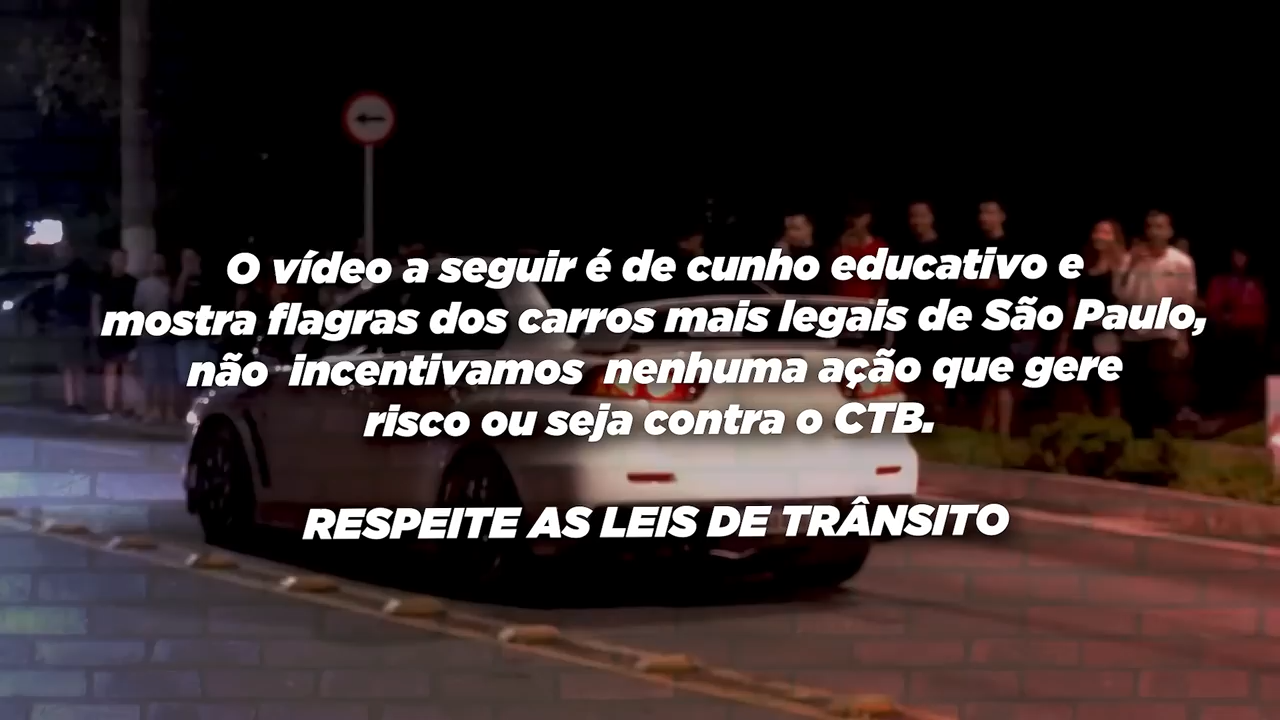 O vídeo a seguir é de cunho educativo e
mostra flagras dos carros mais legais de São Paulo,
não incentivamos nenhuma ação que gere
risco ou seja contra o CTB.
RESPEITE AS LEIS DE TRÂNSITO